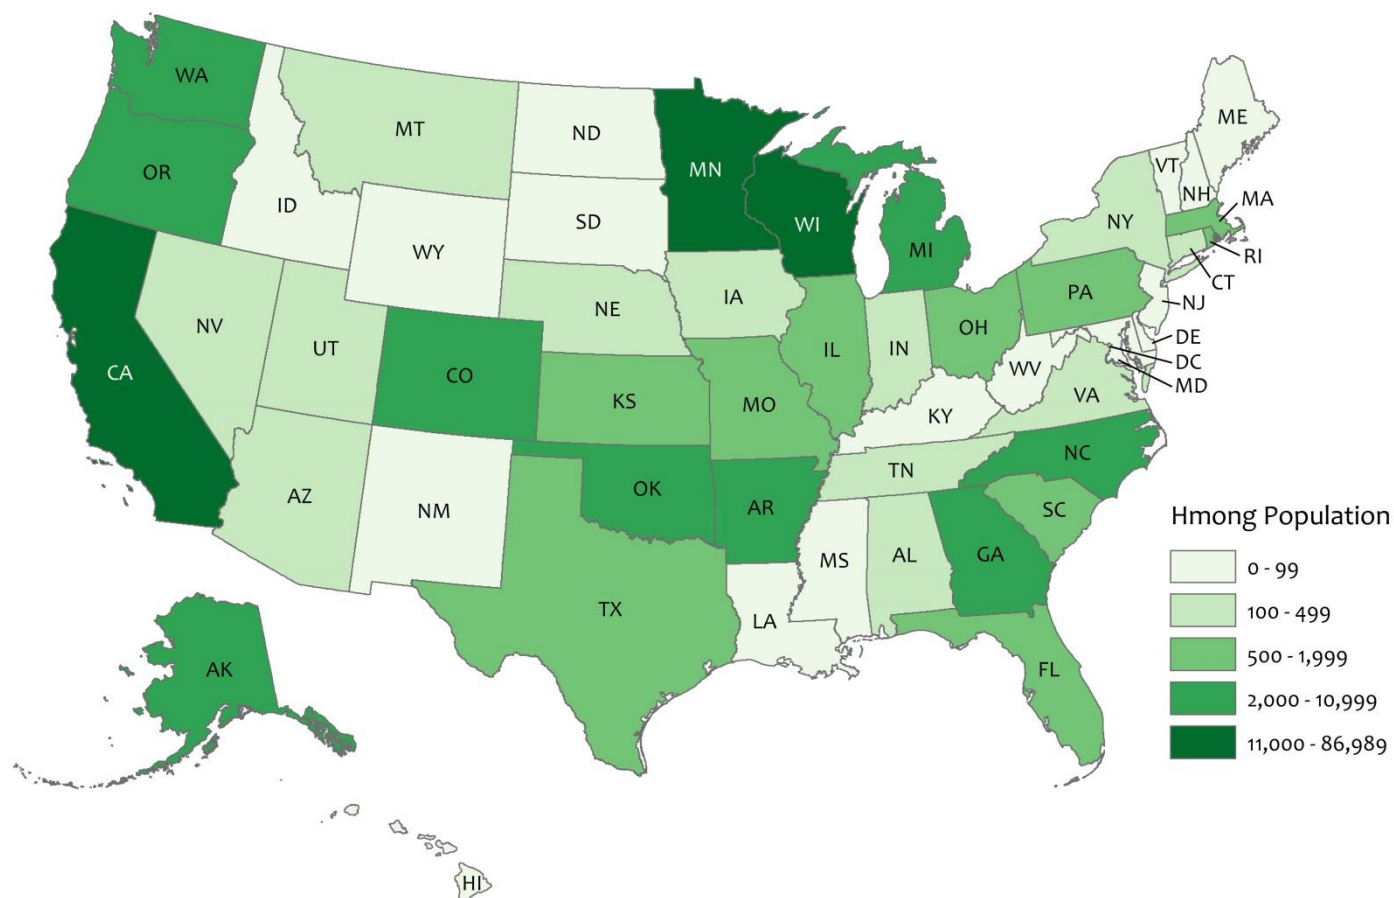 WA
MT
ND
MN
ME
VT
NH
MA
OR
ID
SD
WI
MI
NY
RI
CT
WY
NE
IA
PA
NJ
NV
UT
CO
IL
IN
OH
DE
DC
MD
WV
VA
CA
KS
MO
KY
NC
AZ
NM
OK
AR
TN
SC
MS
AL
GA
TX
LA
FL
AK
HI
Hmong Population
0 - 99
100 - 499
500 - 1,999
2,000 - 10,999
11,000 - 86,989